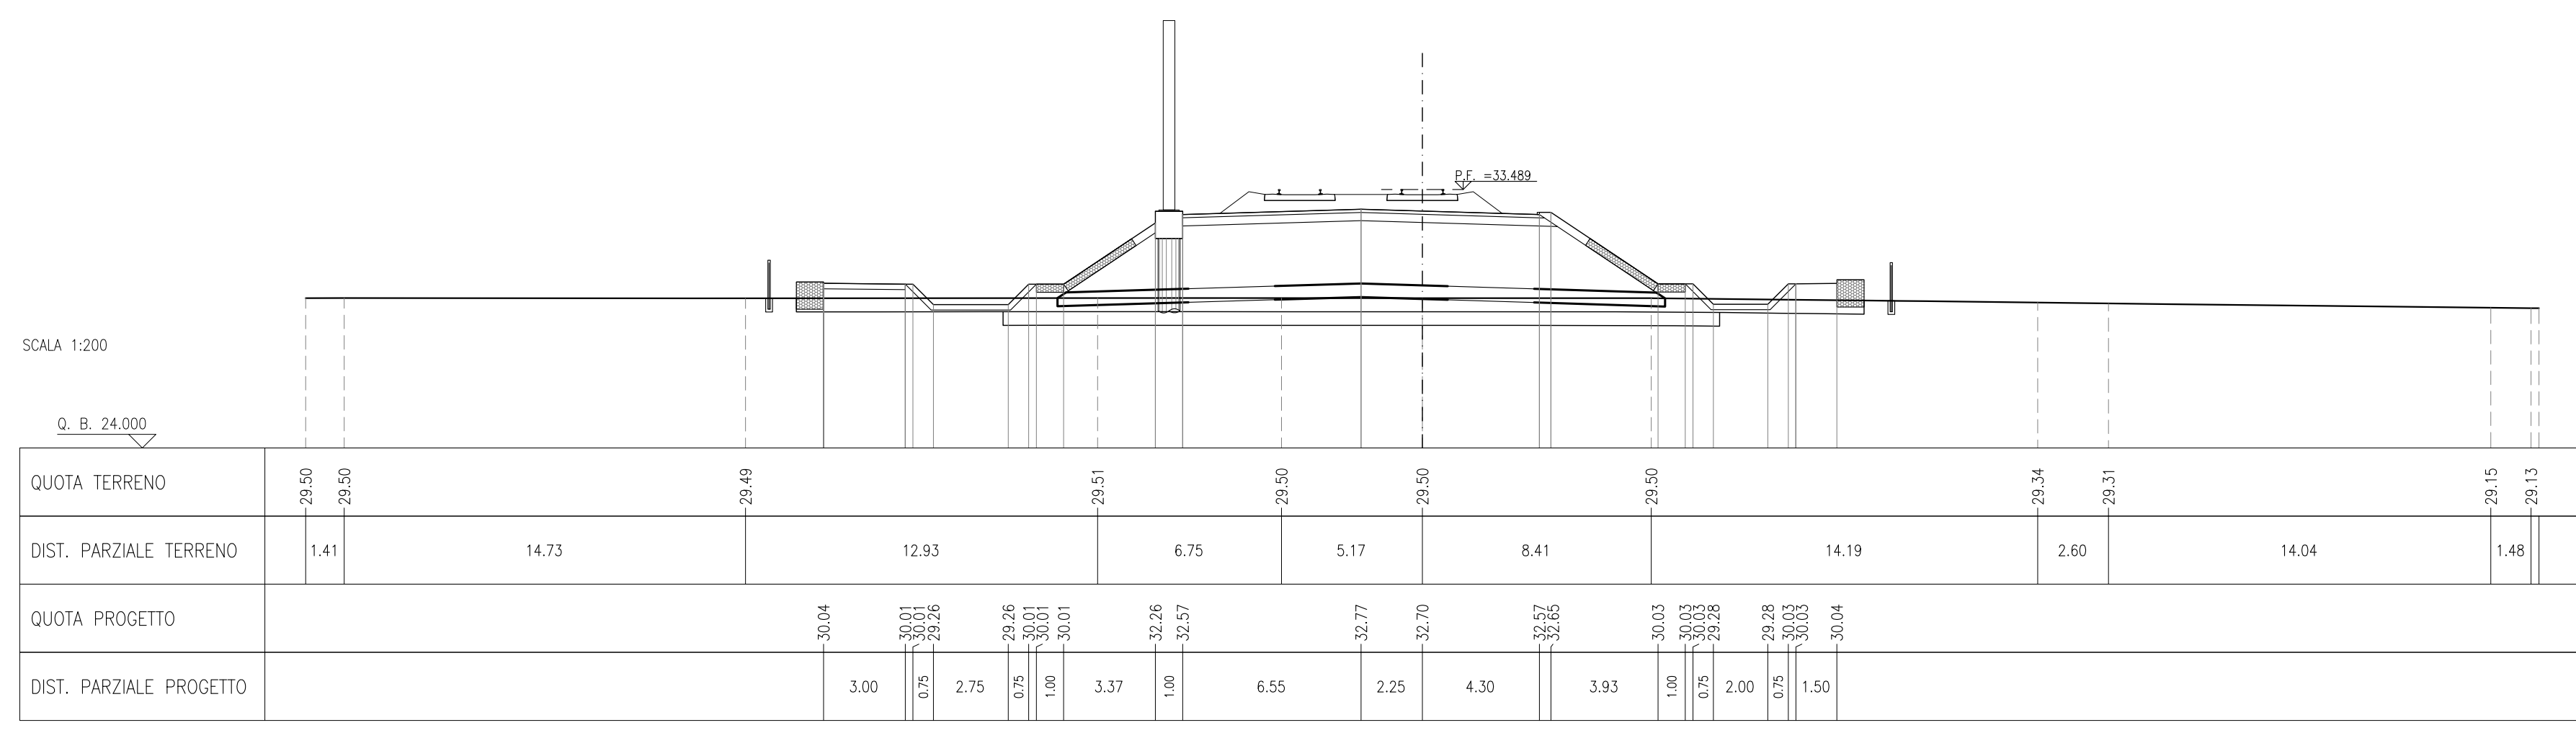 P.F. =33.489
SCALA 1:200
Q. B. 24.000
QUOTA TERRENO 29.50 29.50 29.49 29.51 29.50 29.50 29.50 29.34 29.31 29.15 29.13
DIST. PARZIALE TERRENO 1.41 14.73 12.93 6.75 5.17 8.41 14.19 2.60 14.04 1.48
QUOTA PROGETTO 30.04 30.01 30.01 29.26 29.26 30.01 30.01 30.01 32.26 32.57 32.77 32.70 32.57 32.65 30.03 30.03 30.03 29.28 29.28 30.03 30.03 30.04
DIST. PARZIALE PROGETTO 3.00 0.75 2.75 0.75 1.00 3.37 1.00 6.55 2.25 4.30 3.93 1.00 0.75 2.00 0.75 1.50